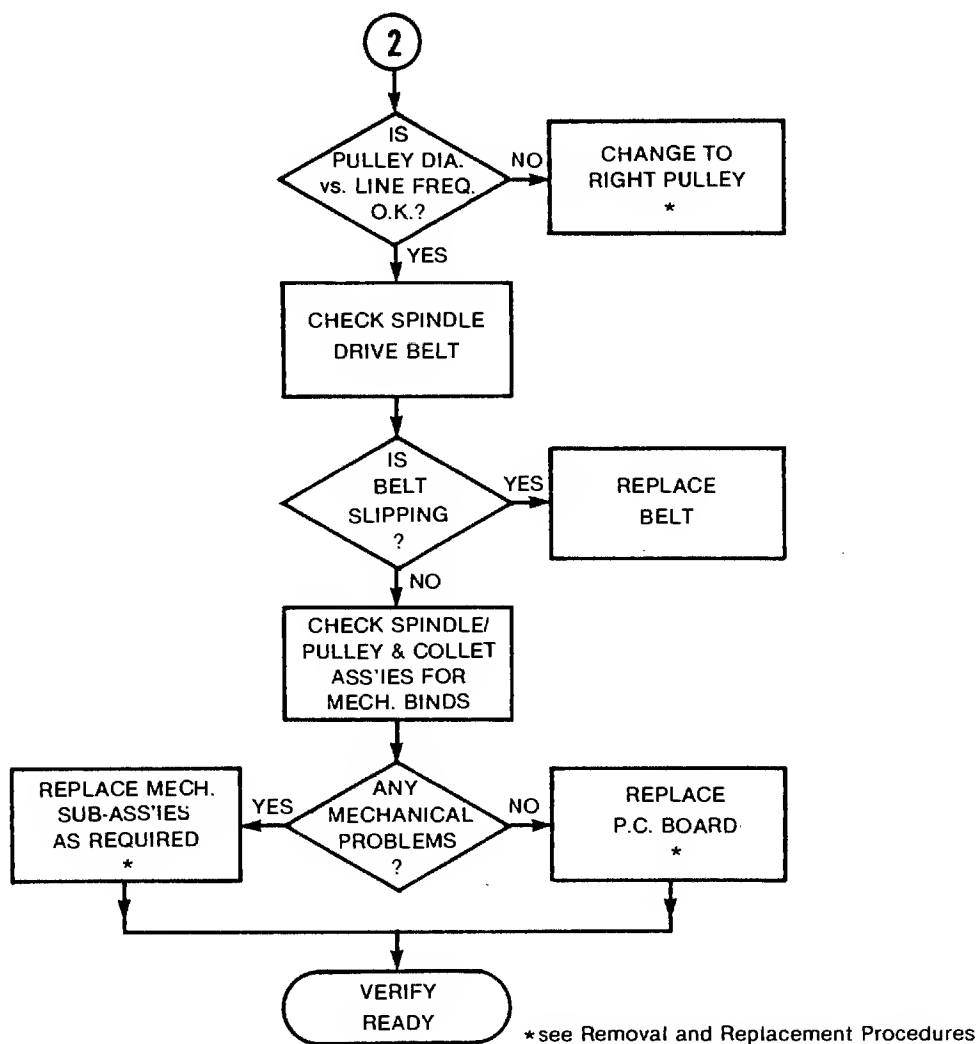 2
IS
PULLEY DIA.
vs. LINE FREQ.
O.K.?
NO
CHANGE TO
RIGHT PULLEY
*
YES
CHECK SPINDLE
DRIVE BELT
IS
BELT
SLIPPING
?
YES
REPLACE
BELT
NO
CHECK SPINDLE/
PULLEY & COLLET
ASS'IES FOR
MECH. BINDS
REPLACE MECH.
SUB-ASS'IES
AS REQUIRED
*
YES
ANY
MECHANICAL
PROBLEMS
?
NO
REPLACE
P.C. BOARD
*
VERIFY
READY
*see Removal and Replacement Procedures